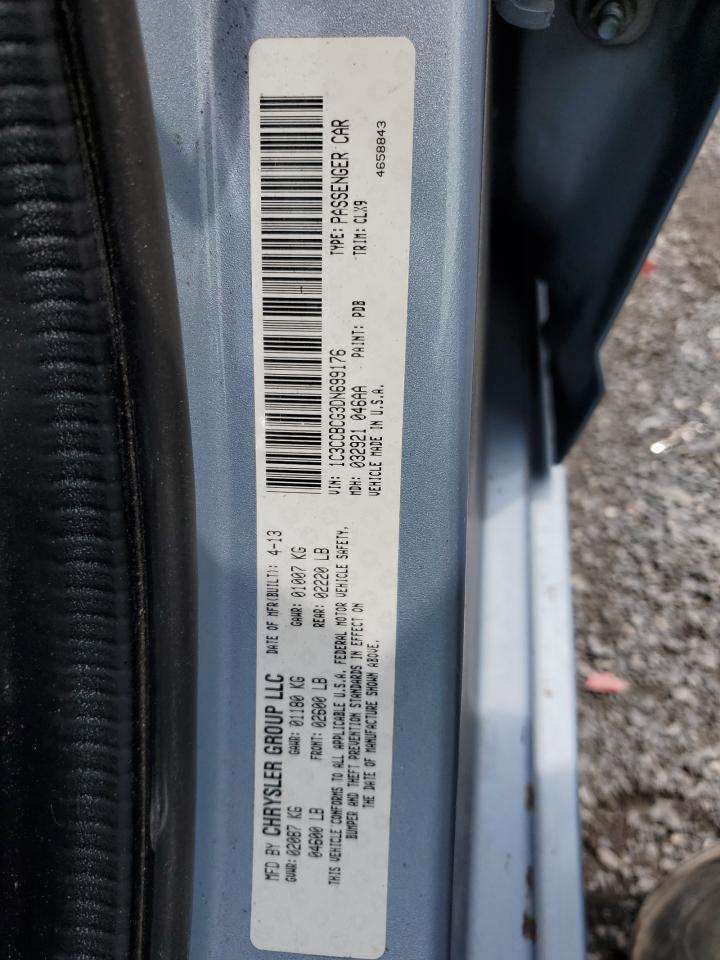 MFD BY CHRYSLER GROUP LLC DATE OF MFR(BUILT): 4-13
GVWR: 02087 KG GAWR: 01180 KG GAWR: 01007 KG
04600 LB FRONT: 02600 LB REAR: 02220 LB
THIS VEHICLE CONFORMS TO ALL APPLICABLE U.S.A. FEDERAL MOTOR VEHICLE SAFETY,
BUMPER AND THEFT PREVENTION STANDARDS IN EFFECT ON
THE DATE OF MANUFACTURE SHOWN ABOVE.
VIN: 1C3CCBCG3DN699176 TYPE: PASSENGER CAR
MDH: 032921 046AA PAINT: PDB TRIM: CLX9
VEHICLE MADE IN U.S.A. 4658843